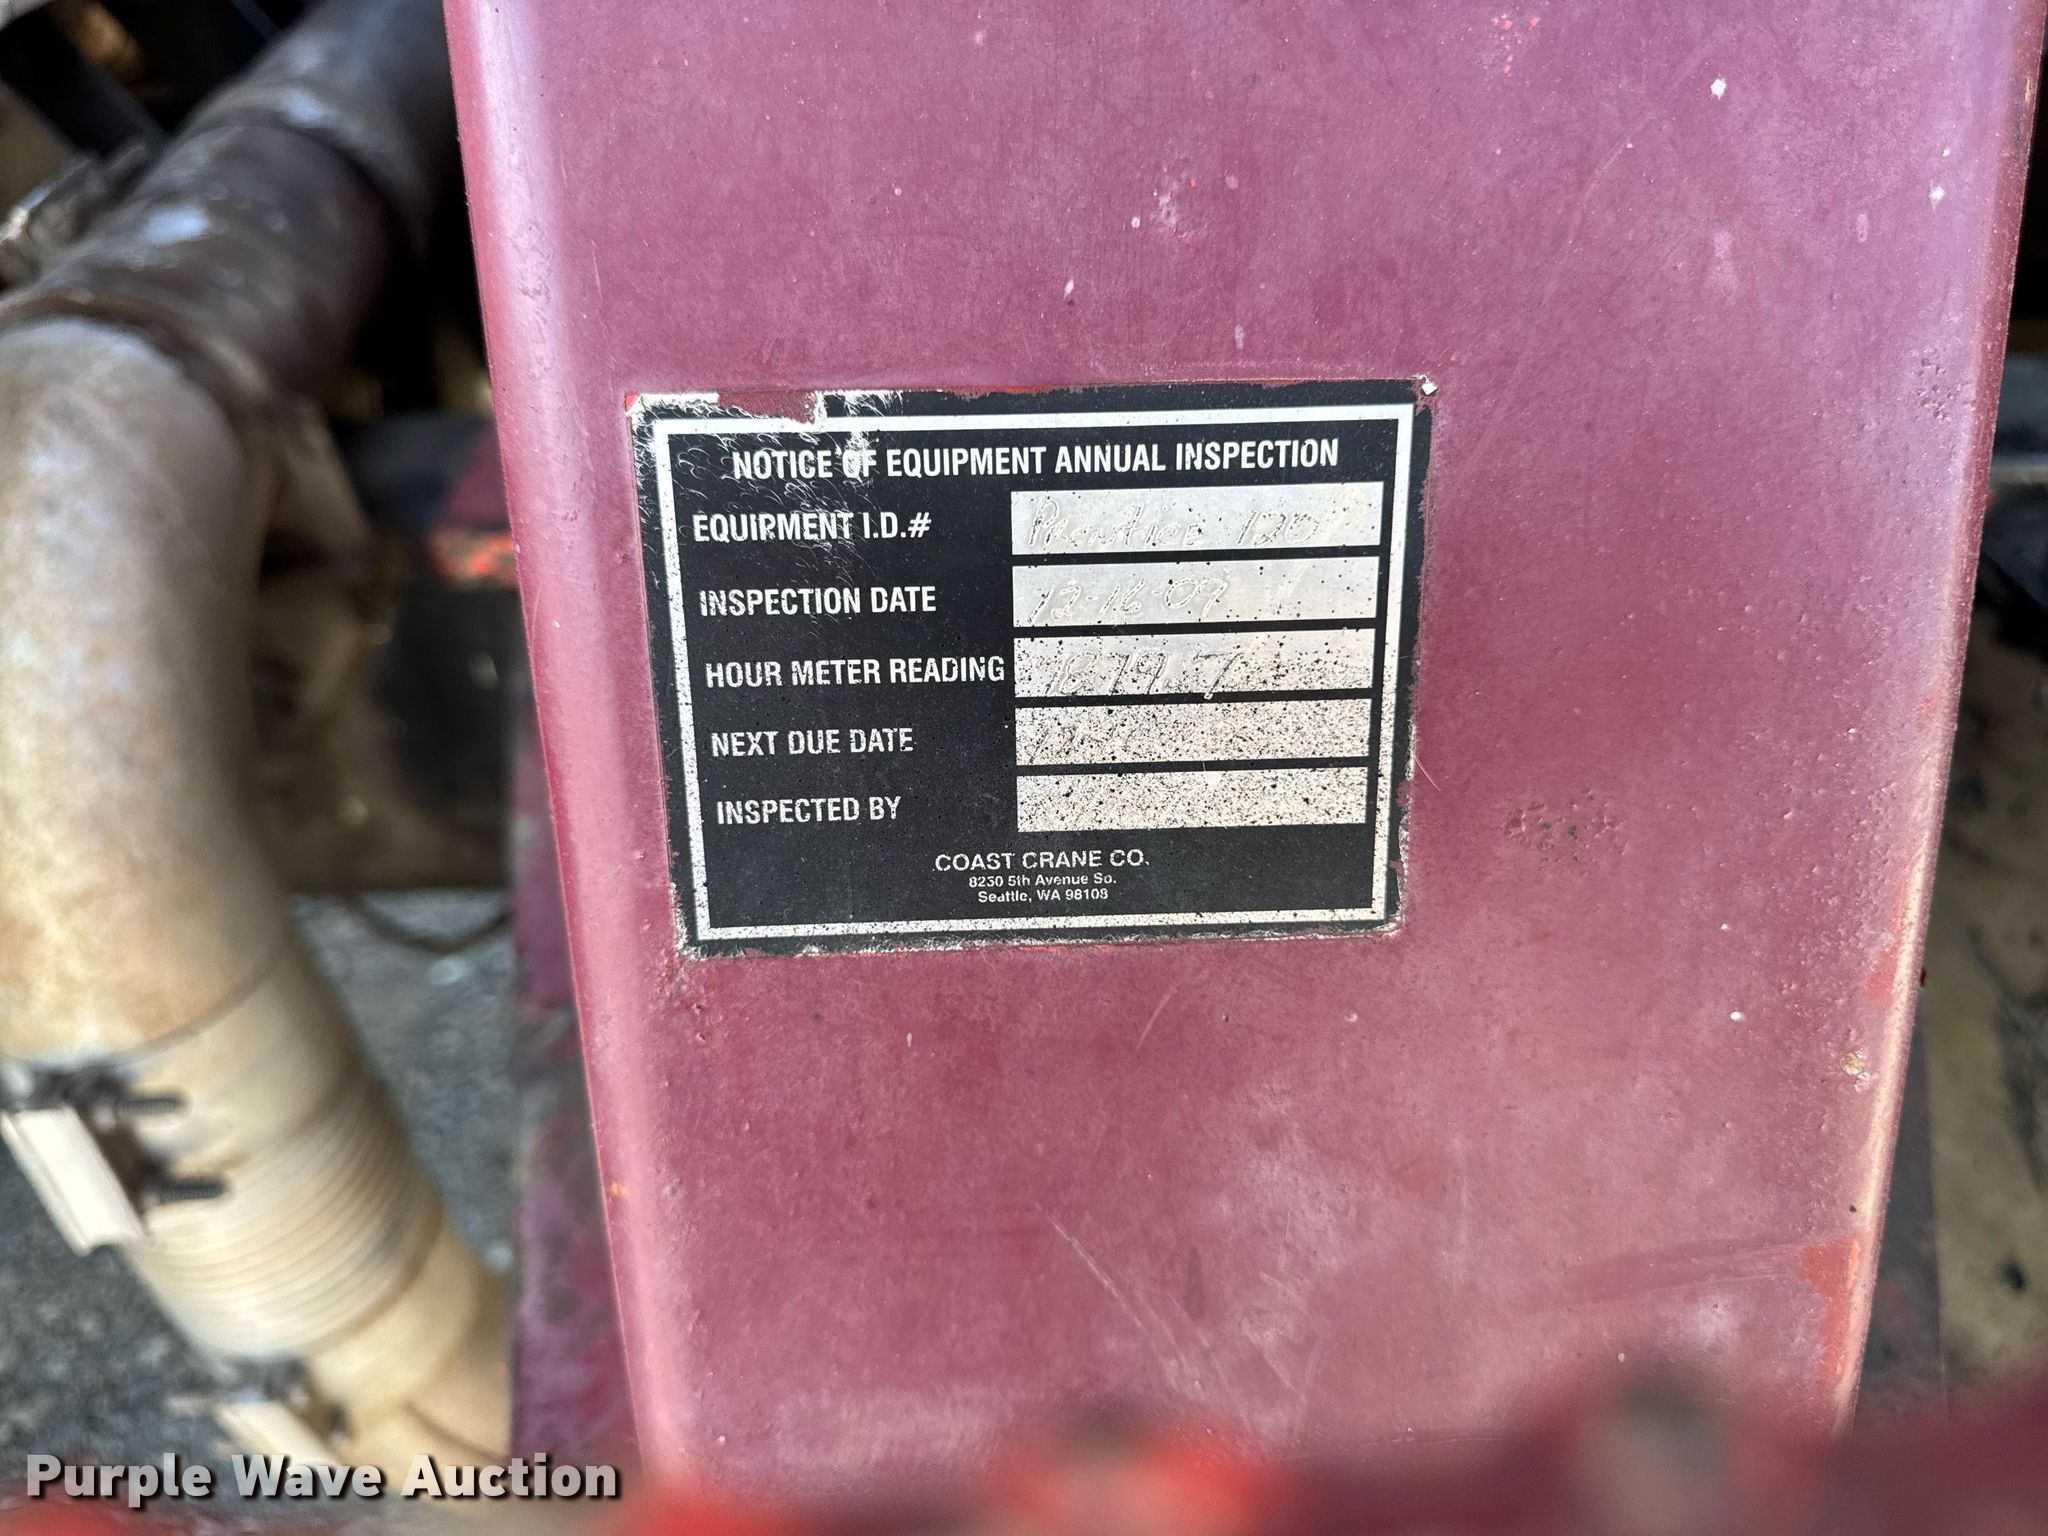 NOTICE OF EQUIPMENT ANNUAL INSPECTION
EQUIPMENT I.D.# Prentice 120
INSPECTION DATE 12-16-09
HOUR METER READING
NEXT DUE DATE
INSPECTED BY
COAST CRANE CO.
8230 5th Avenue So.
Seattle, WA 98108
Purple Wave Auction